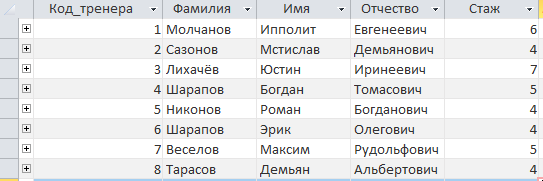 Код_тренера Фамилия Имя Отчество Стаж
1 Молчанов Ипполит Евгенеевич 6
2 Сазонов Мстислав Демьянович 4
3 Лихачёв Юстин Иринеевич 7
4 Шарапов Богдан Томасович 5
5 Никонов Роман Богданович 4
6 Шарапов Эрик Олегович 4
7 Веселов Максим Рудольфович 5
8 Тарасов Демьян Альбертович 4